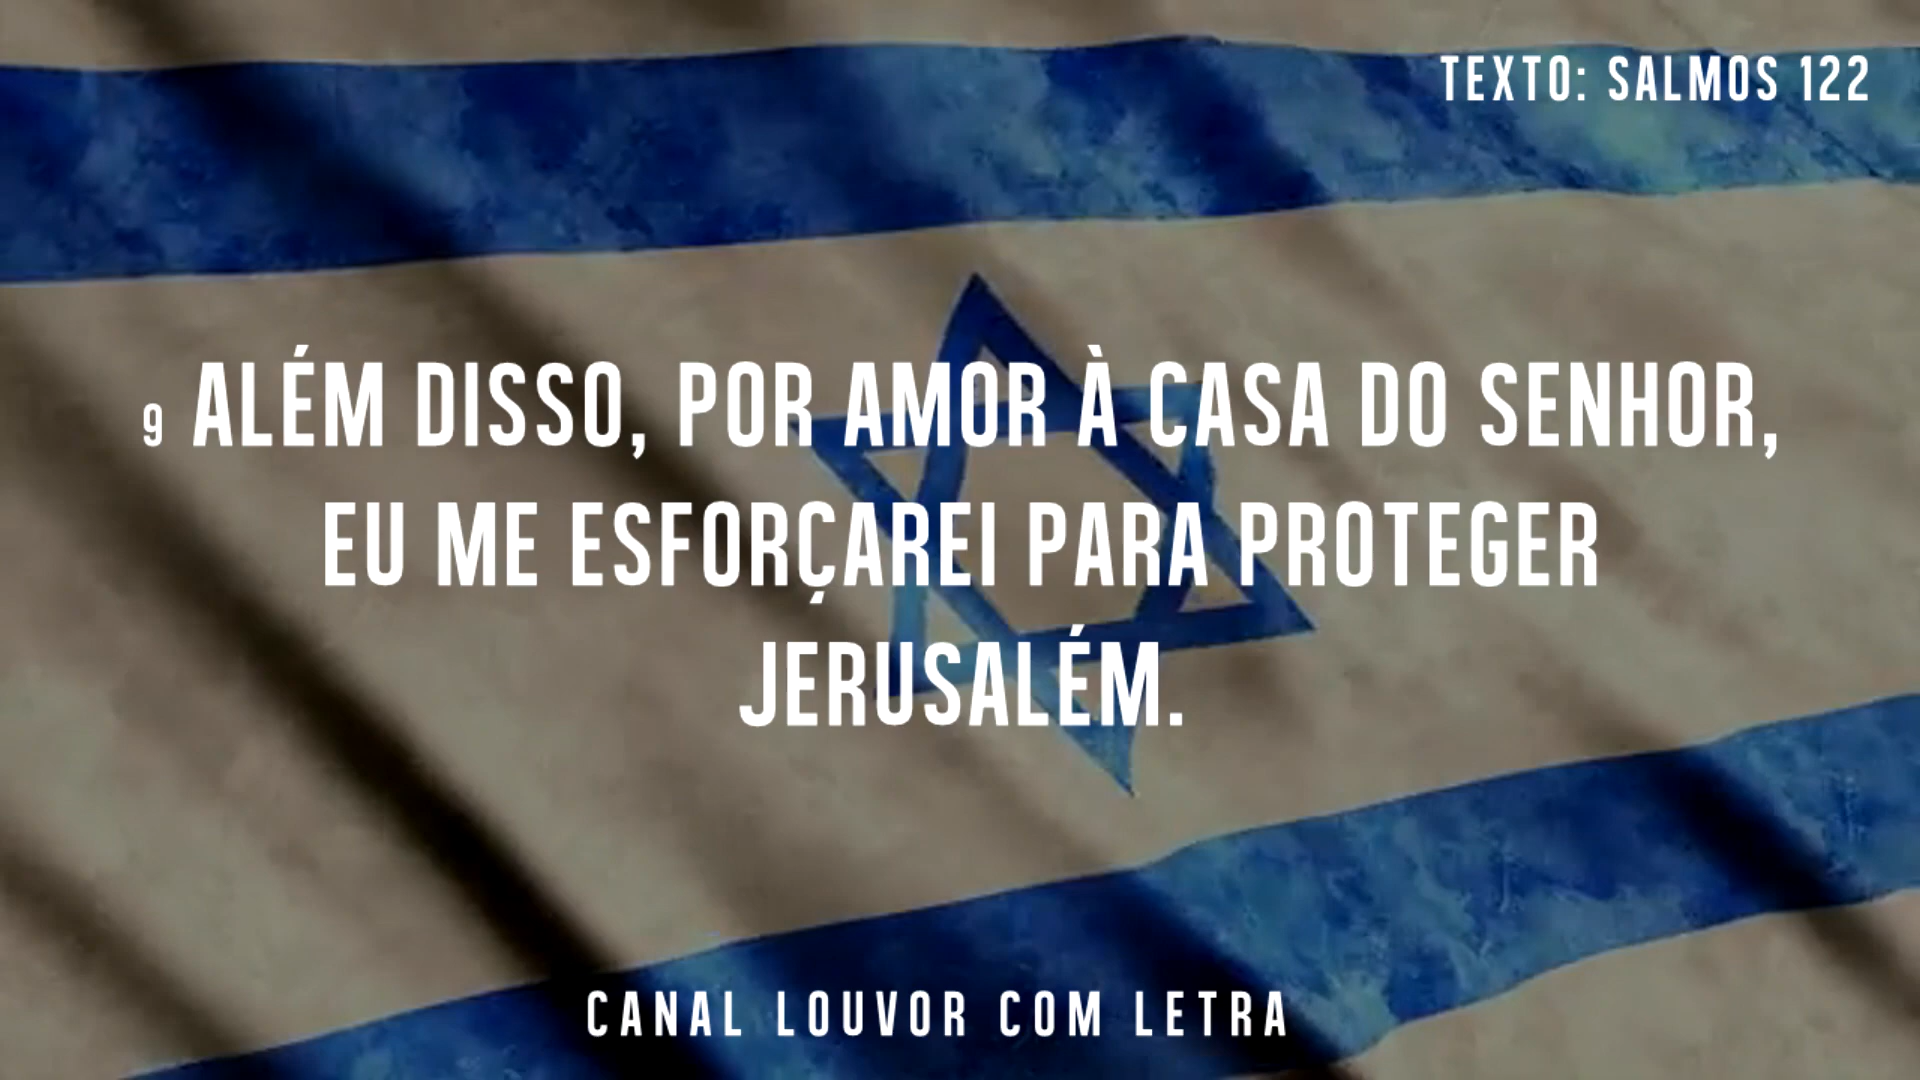 TEXTO: SALMOS 122
9 ALÉM DISSO, POR AMOR À CASA DO SENHOR,
EU ME ESFORÇAREI PARA PROTEGER
JERUSALÉM.
CANAL LOUVOR COM LETRA